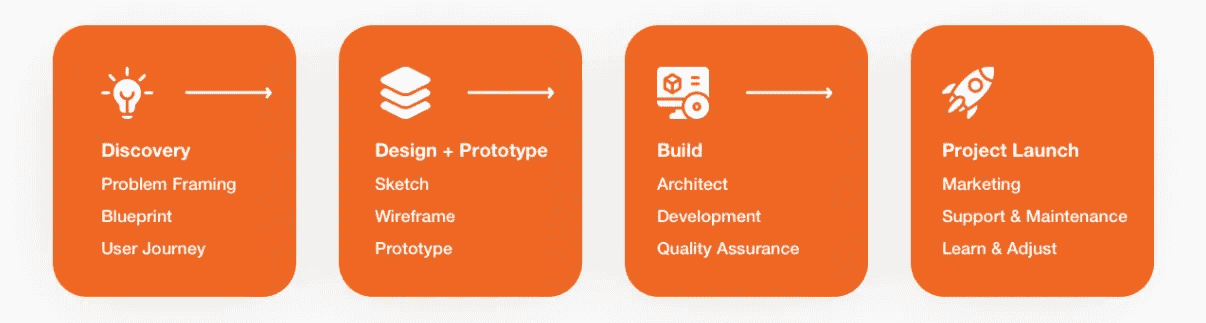 Discovery
Problem Framing
Blueprint
User Journey
Design + Prototype
Sketch
Wireframe
Prototype
Build
Architect
Development
Quality Assurance
Project Launch
Marketing
Support & Maintenance
Learn & Adjust